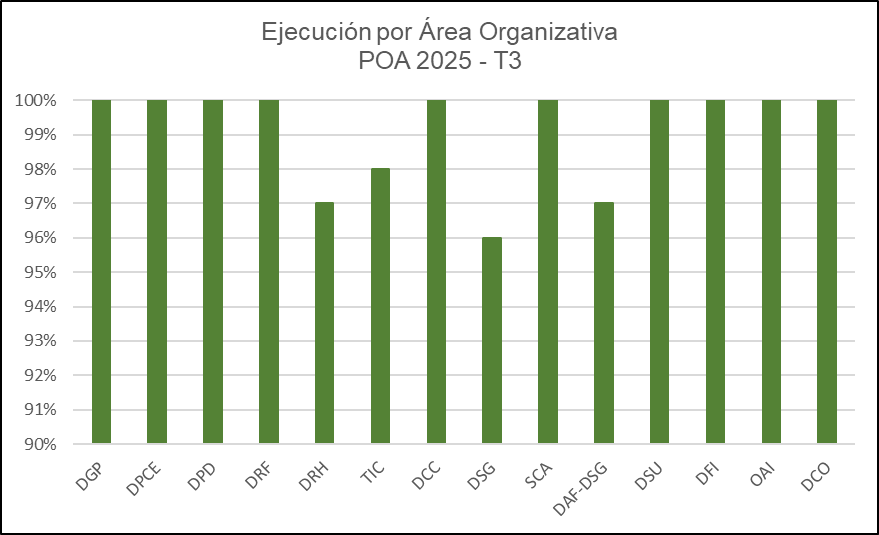 Ejecución por Área Organizativa
POA 2025 - T3
100%
99%
98%
97%
96%
95%
94%
93%
92%
91%
90%
DGP
DPCE
DPD
DRF
DRH
TIC
DCC
DSG
SCA
DAF-DSG
DSU
DFI
OAI
DCO